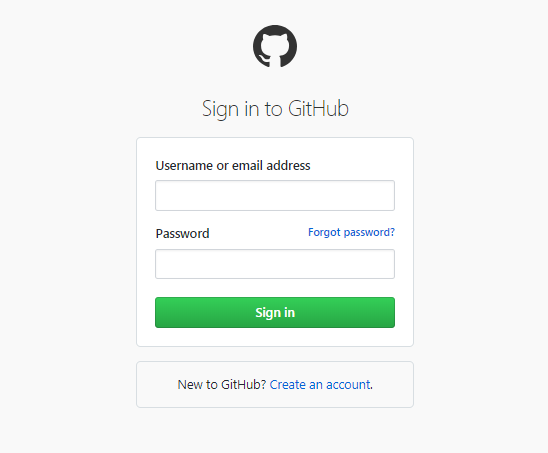 Sign in to GitHub
Username or email address
Password Forgot password?
Sign in
New to GitHub? Create an account.